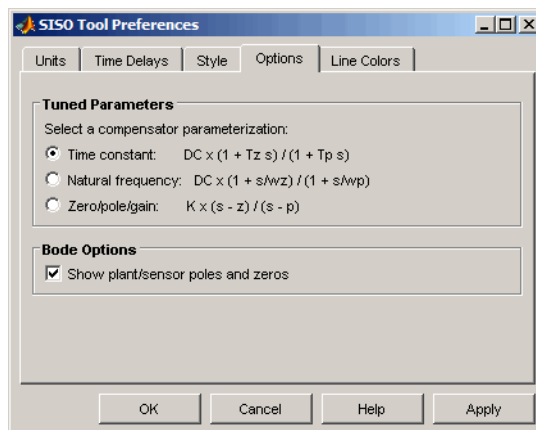 SISO Tool Preferences
Units Time Delays Style Options Line Colors
Tuned Parameters
Select a compensator parameterization:
Time constant: DC x (1 + Tz s) / (1 + Tp s)
Natural frequency: DC x (1 + s/wz) / (1 + s/wp)
Zero/pole/gain: K x (s - z) / (s - p)
Bode Options
Show plant/sensor poles and zeros
OK Cancel Help Apply